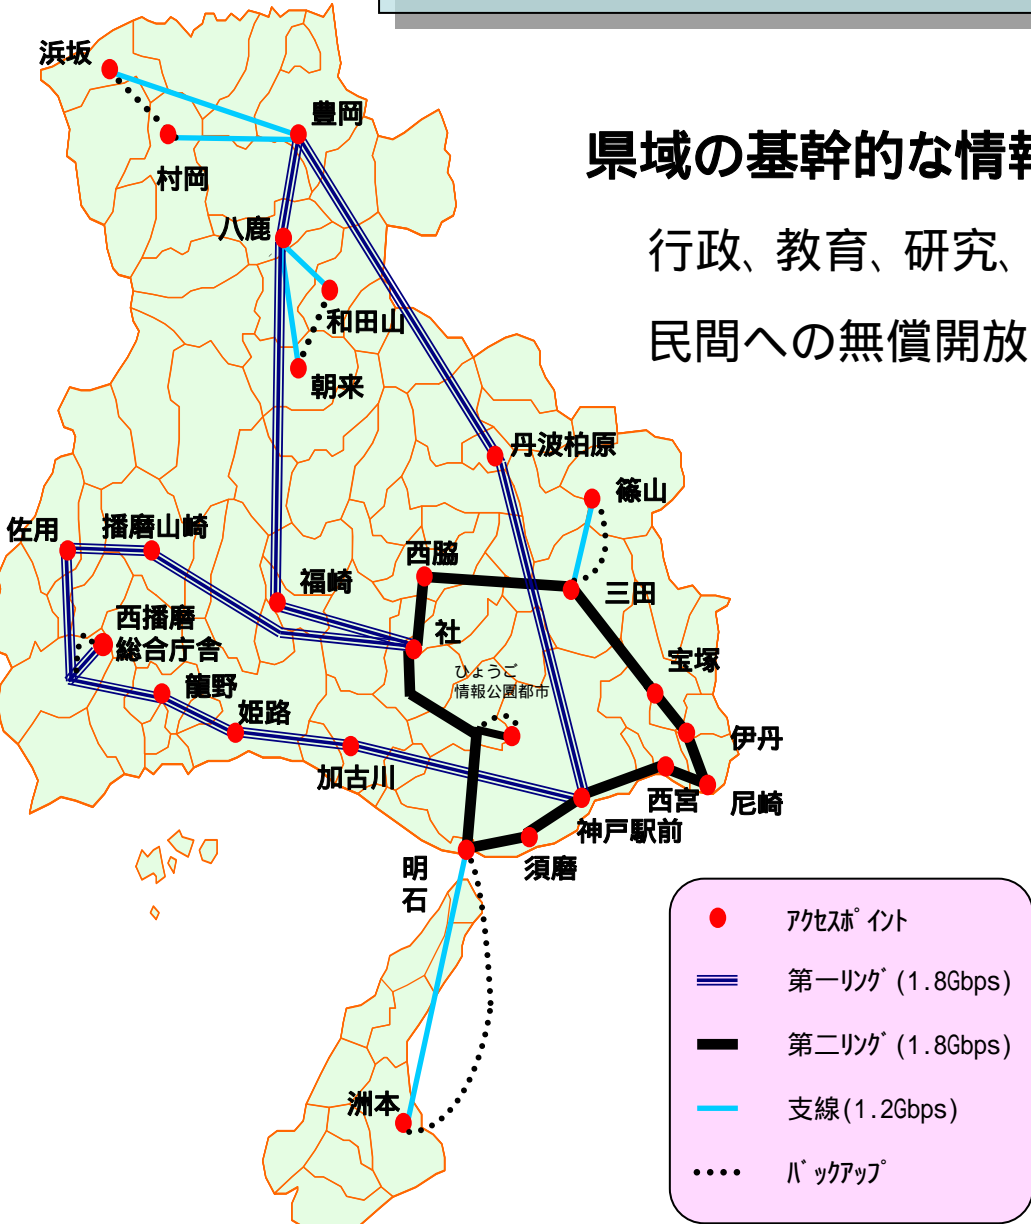 浜坂
豊岡
県域の基幹的な情報
村岡
八鹿
行政、教育、研究、
和田山
民間への無償開放
朝来
丹波柏原
篠山
佐用
播磨山崎
西脇
福崎
三田
西播磨
総合庁舎
社
ひょうご
情報公園都市
宝塚
龍野
姫路
伊丹
加古川
西宮
尼崎
神戸駅前
明
石
須磨
ｱｸｾｽﾎﾟｲﾝﾄ
第一ﾘﾝｸﾞ(1.8Gbps)
第二ﾘﾝｸﾞ(1.8Gbps)
支線(1.2Gbps)
ﾊﾞｯｸｱｯﾌﾟ
洲本